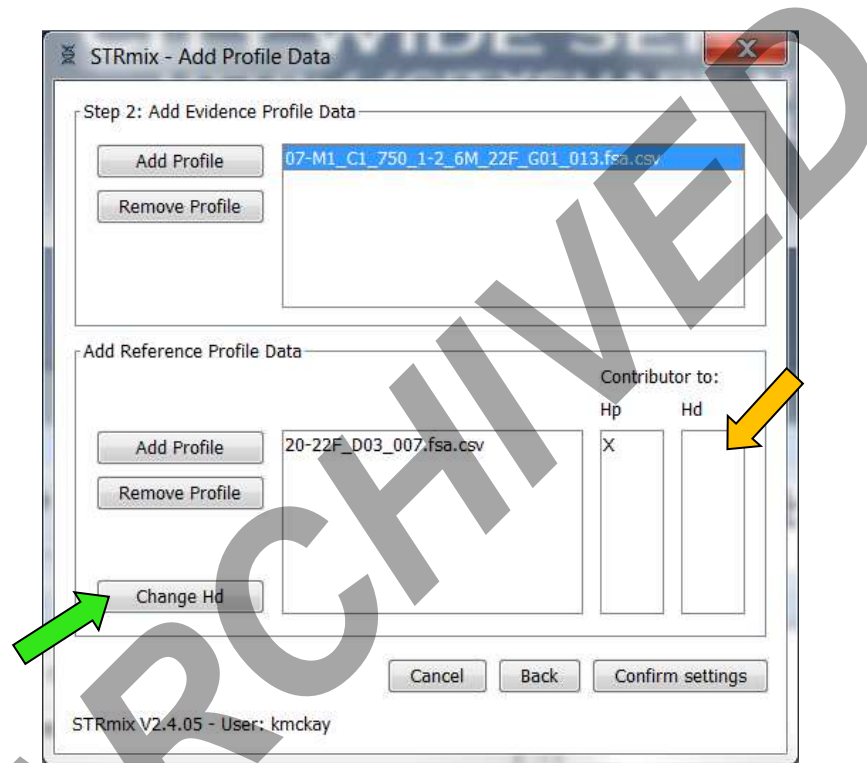 STRmix - Add Profile Data
Step 2: Add Evidence Profile Data
Add Profile
07-M1_C1_750_1-2_6M_22F_G01_013.fsa.csv
Remove Profile
Add Reference Profile Data
Contributor to:
Hp Hd
Add Profile
20-22F_D03_007.fsa.csv
X
Remove Profile
Change Hd
Cancel
Back
Confirm settings
STRmix V2.4.05 - User: kmckay
ARCHIVED